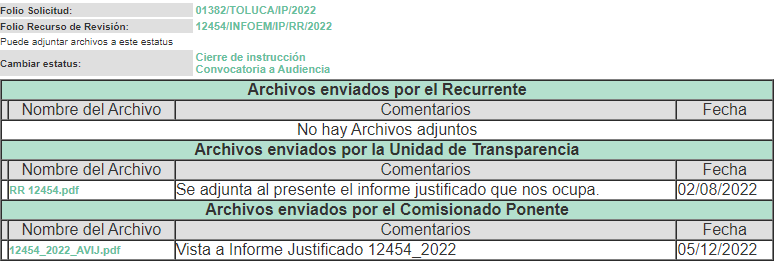 Folio Solicitud: 01382/TOLUCA/IP/2022
Folio Recurso de Revisión: 12454/INFOEM/IP/RR/2022
Puede adjuntar archivos a este estatus
Cambiar estatus: Cierre de instrucción
Convocatoria a Audiencia
Archivos enviados por el Recurrente
Nombre del Archivo Comentarios Fecha
No hay Archivos adjuntos
Archivos enviados por la Unidad de Transparencia
Nombre del Archivo Comentarios Fecha
RR 12454.pdf Se adjunta al presente el informe justificado que nos ocupa. 02/08/2022
Archivos enviados por el Comisionado Ponente
Nombre del Archivo Comentarios Fecha
12454_2022_AVIJ.pdf Vista a Informe Justificado 12454_2022 05/12/2022